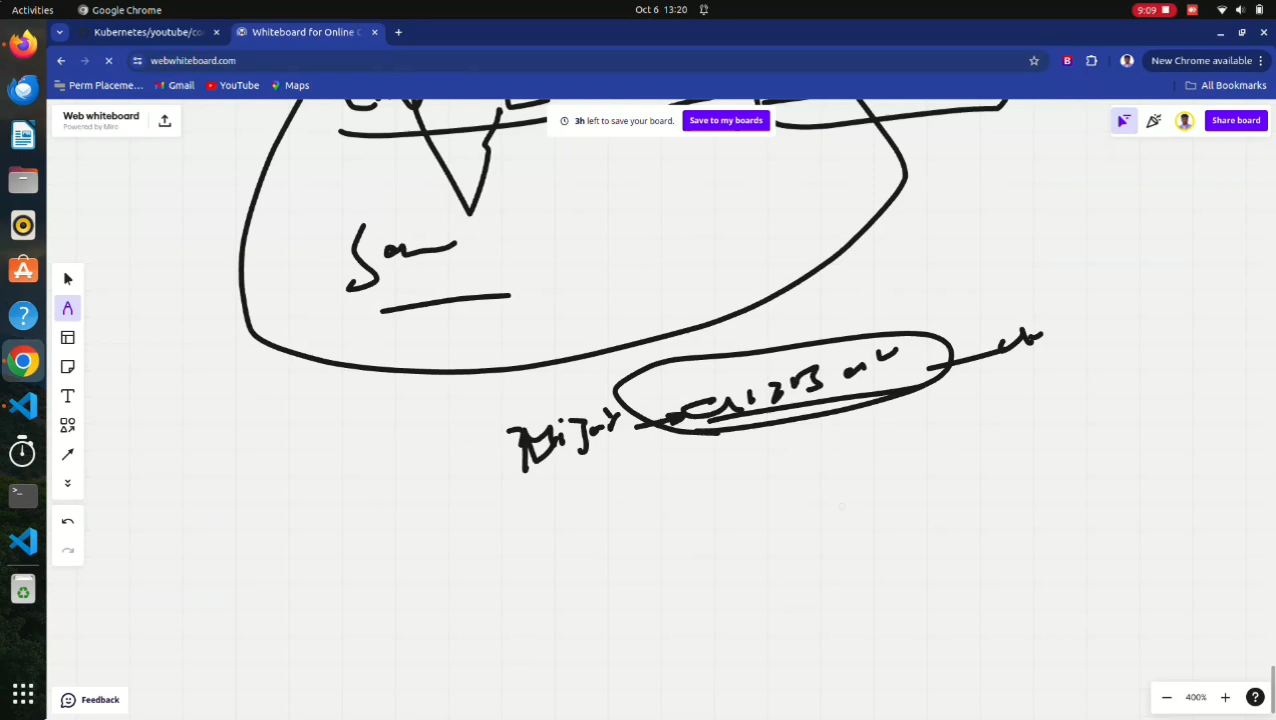 Activities
Google Chrome
Oct 6 13:20
9:09
Kubernetes/youtube/co
Whiteboard for Online C
webwhiteboard.com
New Chrome available
Perm Placeme...
Gmail
YouTube
Maps
All Bookmarks
Web whiteboard
Powered by Miro
3h left to save your board.
Save to my boards
Share board
Feedback
400%